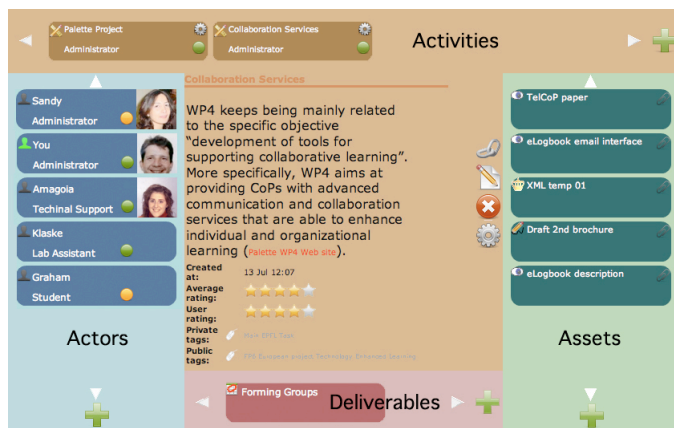 Palette Project
Administrator
Collaboration Services
Administrator
Activities
Sandy
Administrator
You
Administrator
Amagoia
Techinal Support
Klaske
Lab Assistant
Graham
Student
Actors
Collaboration Services
WP4 keeps being mainly related
to the specific objective
“development of tools for
supporting collaborative learning”.
More specifically, WP4 aims at
providing CoPs with advanced
communication and collaboration
services that are able to enhance
individual and organizational
learning (Palette WP4 Web site).
Created
at:
13 Jul 12:07
Average
rating:
User
rating:
Private
tags:
Public
tags:
European project Technology Enhanced Learning
Forming Groups
Deliverables
TelCoP paper
eLogbook email interface
XML temp 01
Draft 2nd brochure
eLogbook description
Assets